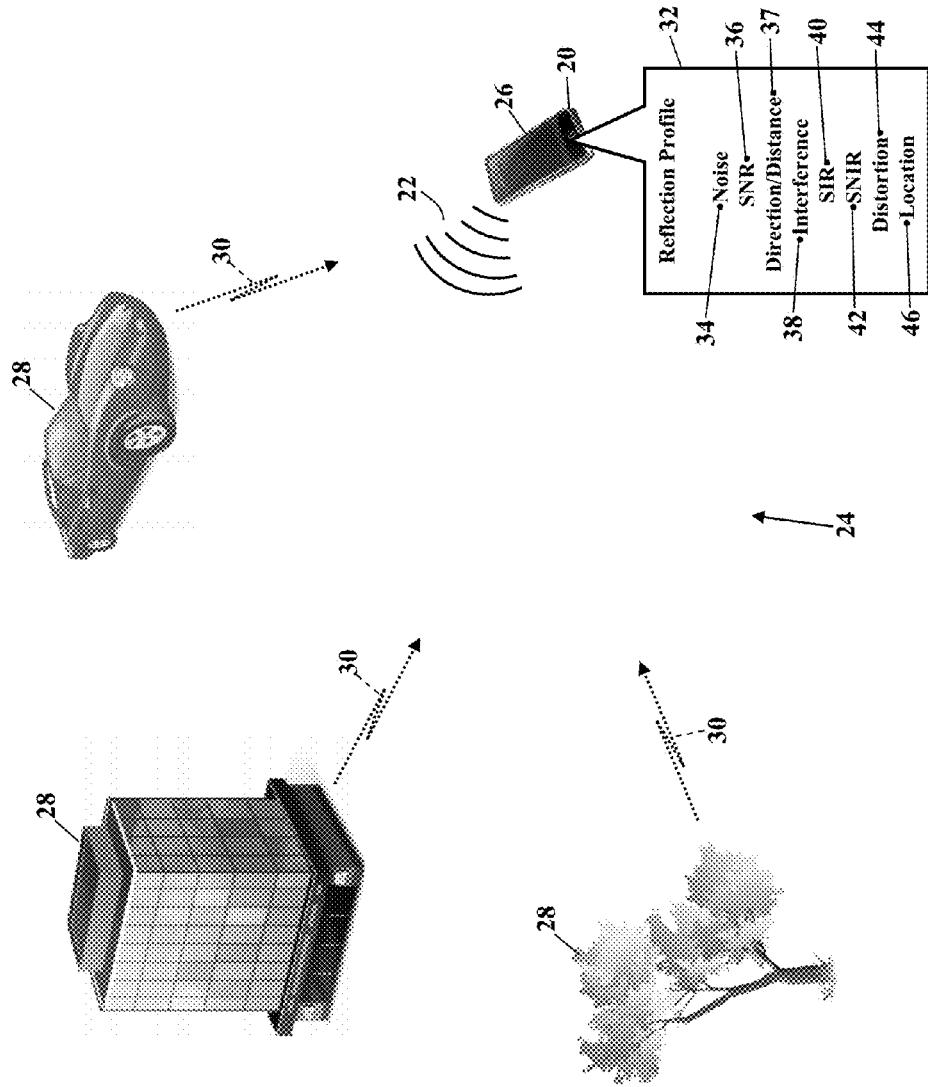 28
28
30
30
22
26
28
20
32
Reflection Profile
34
•Noise
36
SNR•
30
Direction/Distance•
37
38
•Interference
40
SIR•
24
42
•SNIR
44
Distortion•
46
•Location